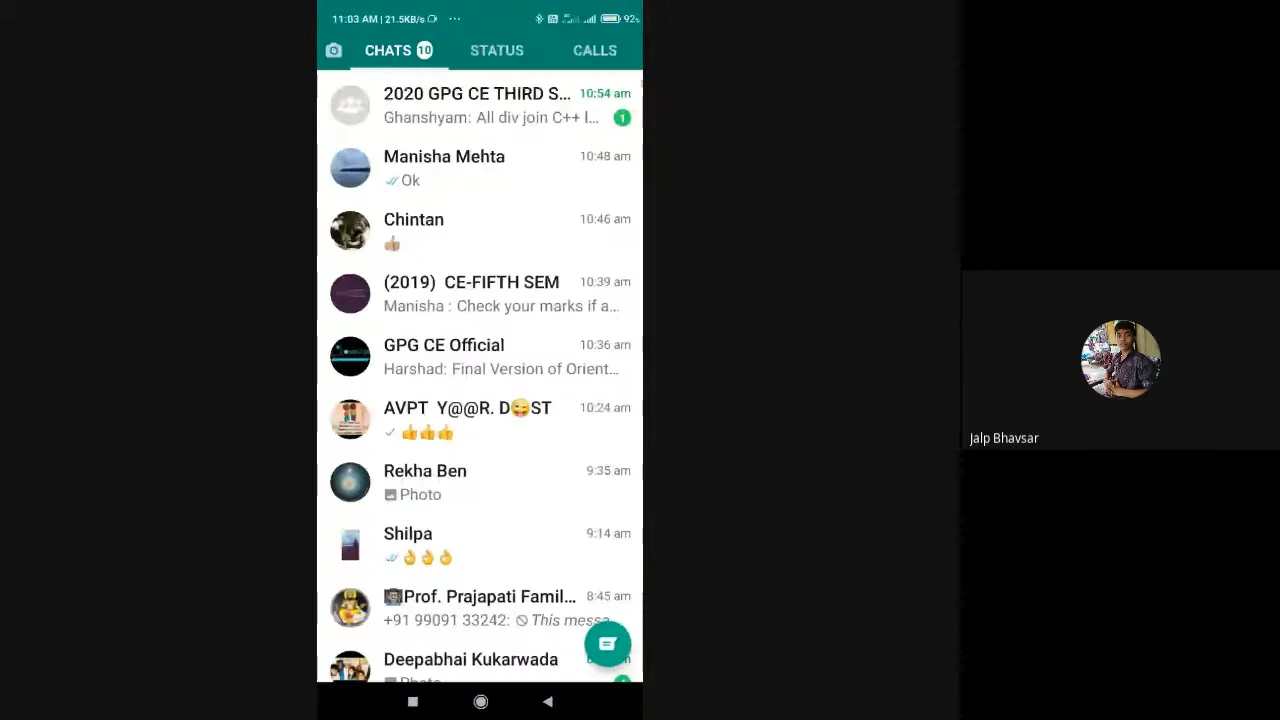 11:03 AM | 21.5KB/s ... 92%
CHATS 10 STATUS CALLS
2020 GPG CE THIRD S... 10:54 am
Ghanshyam: All div join C++ l... 1
Manisha Mehta 10:48 am
Ok
Chintan 10:46 am
👍🏼
(2019) CE-FIFTH SEM 10:39 am
Manisha : Check your marks if a...
GPG CE Official 10:36 am
Harshad: Final Version of Orient...
AVPT Y@@R. D😜ST 10:24 am
👍👍👍
Rekha Ben 9:35 am
Photo
Shilpa 9:14 am
👌👌👌
Prof. Prajapati Famil... 8:45 am
+91 99091 33242: This messa...
Deepabhai Kukarwada
Photo
Jalp Bhavsar